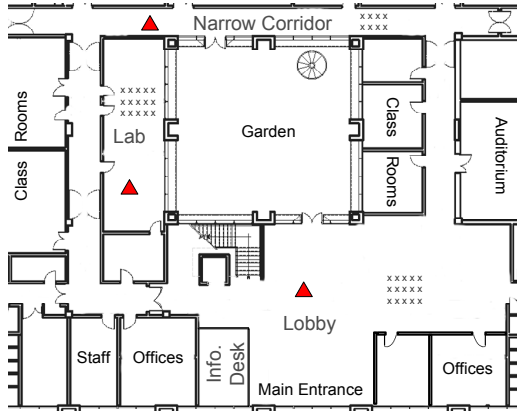 Narrow Corridor
Rooms
Class
Lab
Garden
Class
Rooms
Auditorium
Lobby
Staff
Offices
Info.
Desk
Main Entrance
Offices